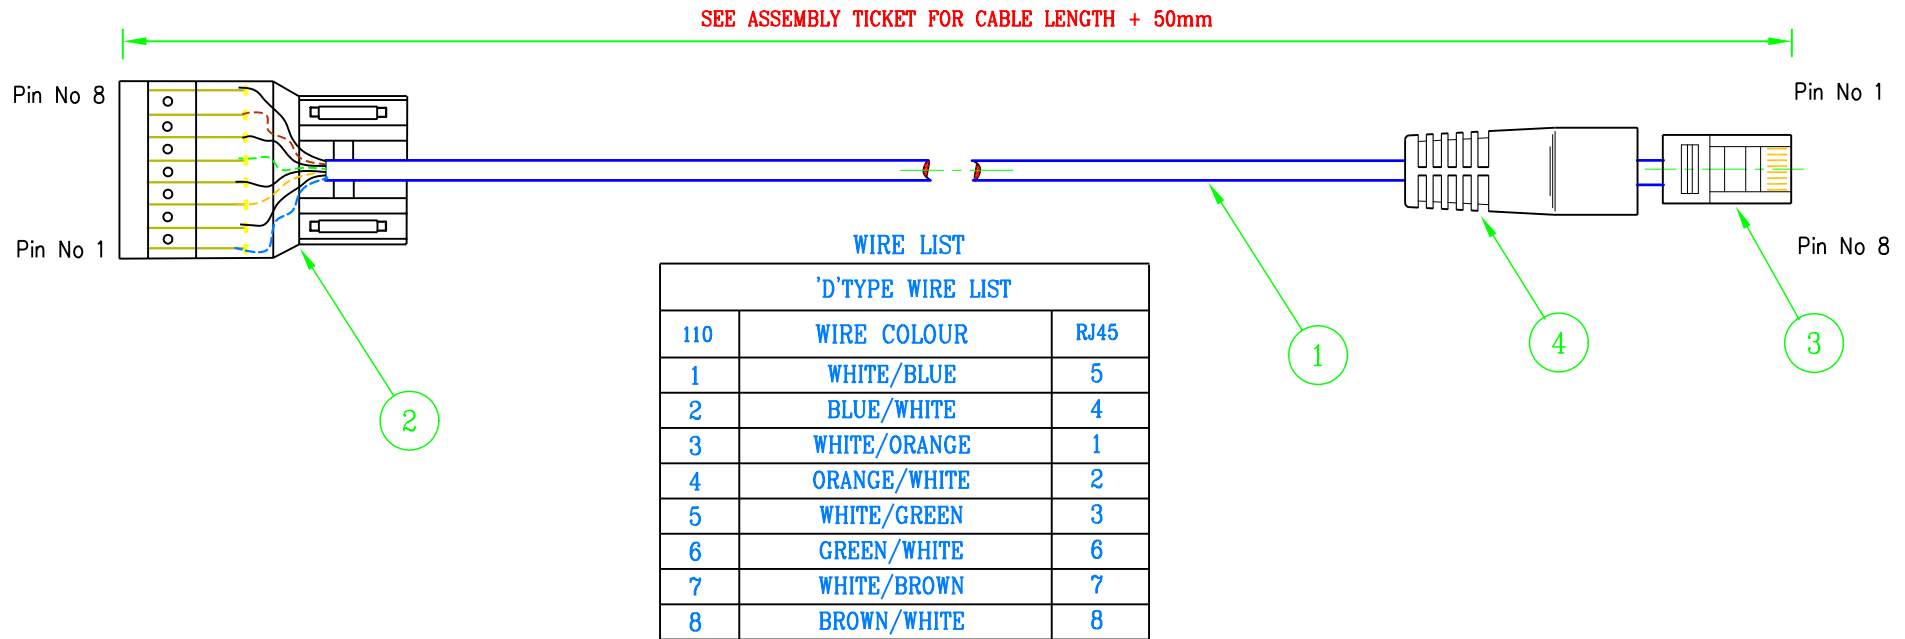 SEE ASSEMBLY TICKET FOR CABLE LENGTH + 50mm
Pin No 8
Pin No 1
Pin No 1
Pin No 8
1
4
3
2
WIRE LIST
'D'TYPE WIRE LIST
110 WIRE COLOUR RJ45
1 WHITE/BLUE 5
2 BLUE/WHITE 4
3 WHITE/ORANGE 1
4 ORANGE/WHITE 2
5 WHITE/GREEN 3
6 GREEN/WHITE 6
7 WHITE/BROWN 7
8 BROWN/WHITE 8